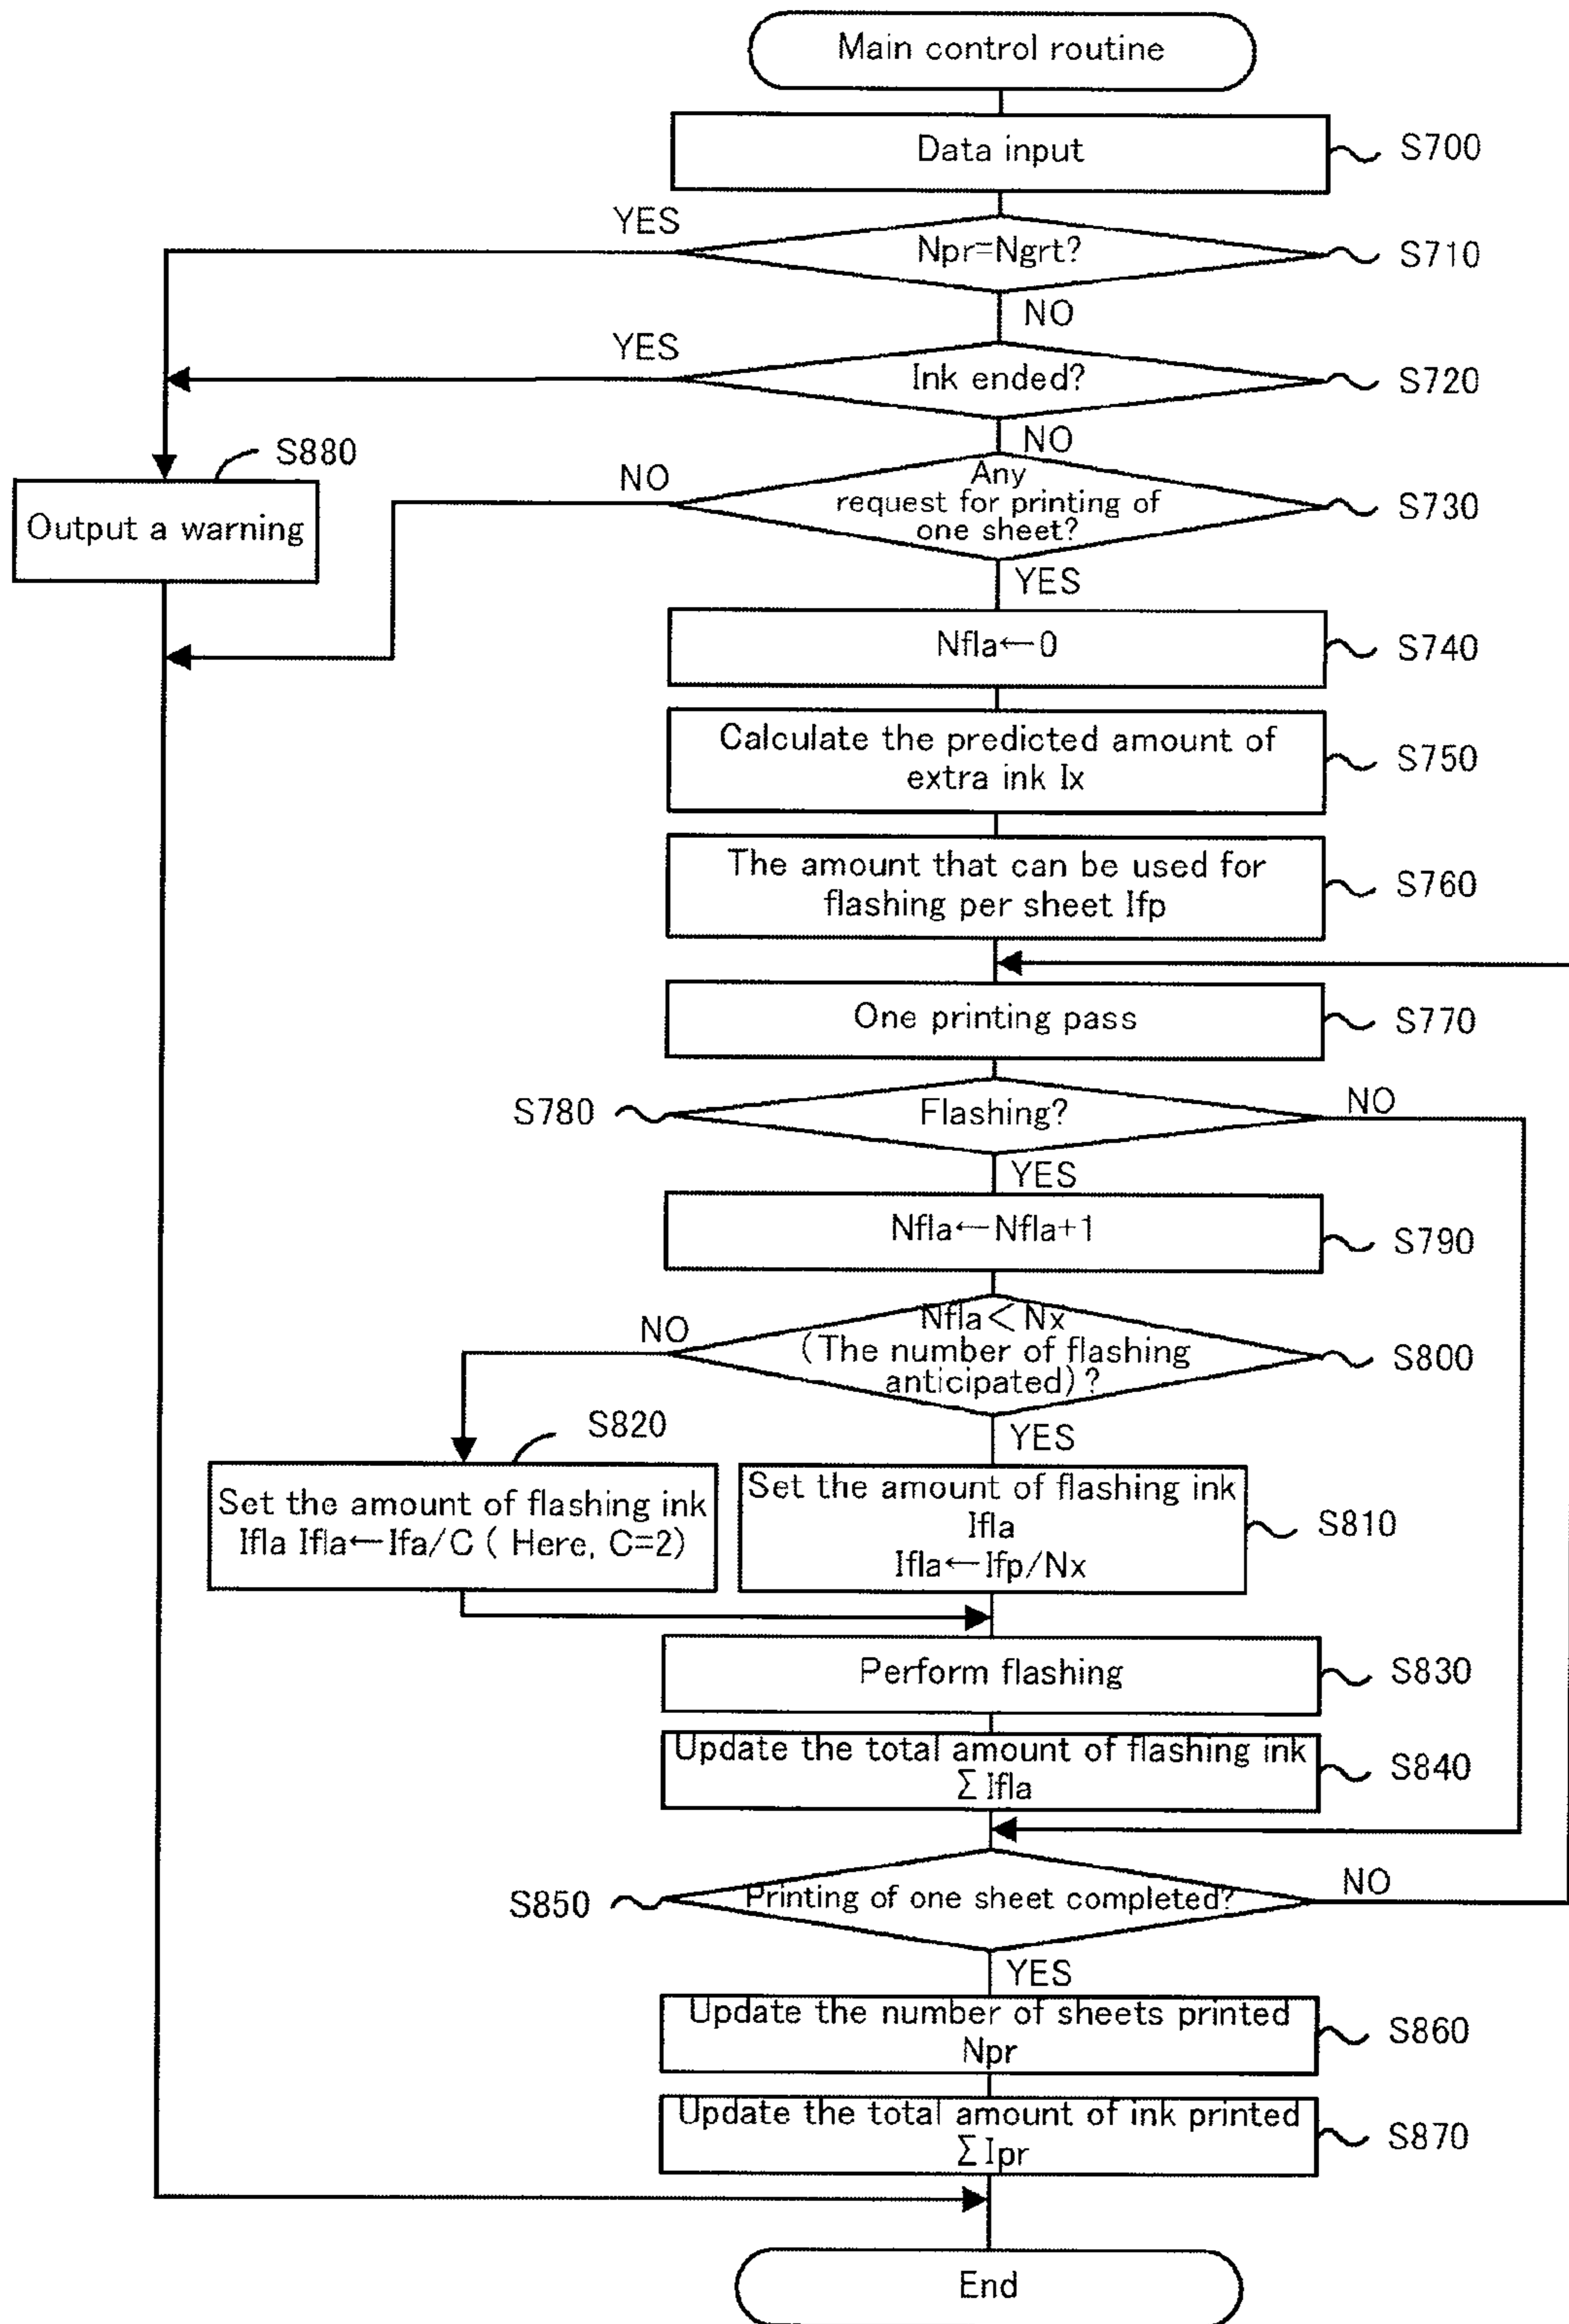 Main control routine
Data input
S700
YES
Npr=Ngrt?
S710
NO
YES
Ink ended?
S720
NO
S880
Output a warning
NO
Any
request for printing of
one sheet?
S730
YES
Nfla←0
S740
Calculate the predicted amount of
extra ink Ix
S750
The amount that can be used for
flashing per sheet Ifp
S760
One printing pass
S770
S780
Flashing?
NO
YES
Nfla←Nfla+1
S790
NO
Nfla<Nx
(The number of flashing
anticipated)?
S800
YES
S820
Set the amount of flashing ink
Ifla Ifla←Ifa/C ( Here, C=2)
Set the amount of flashing ink
Ifla
Ifla←Ifp/Nx
S810
Perform flashing
S830
Update the total amount of flashing ink
Σ Ifla
S840
S850
Printing of one sheet completed?
NO
YES
Update the number of sheets printed
Npr
S860
Update the total amount of ink printed
Σ Ipr
S870
End